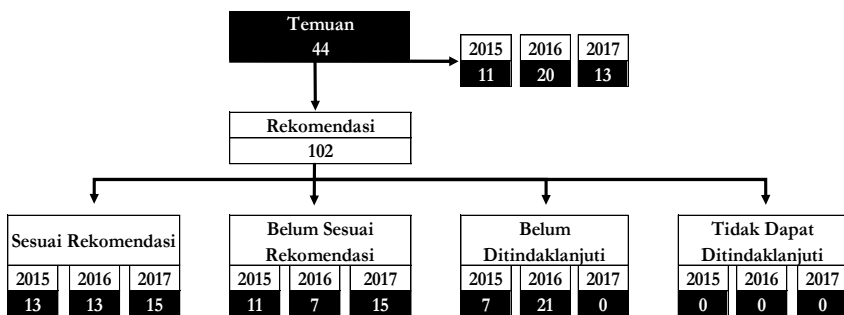 Temuan
44
2015 2016 2017
11 20 13
Rekomendasi
102
Sesuai Rekomendasi
2015 2016 2017
13 13 15
Belum Sesuai
Rekomendasi
2015 2016 2017
11 7 15
Belum
Ditindaklanjuti
2015 2016 2017
7 21 0
Tidak Dapat
Ditindaklanjuti
2015 2016 2017
0 0 0